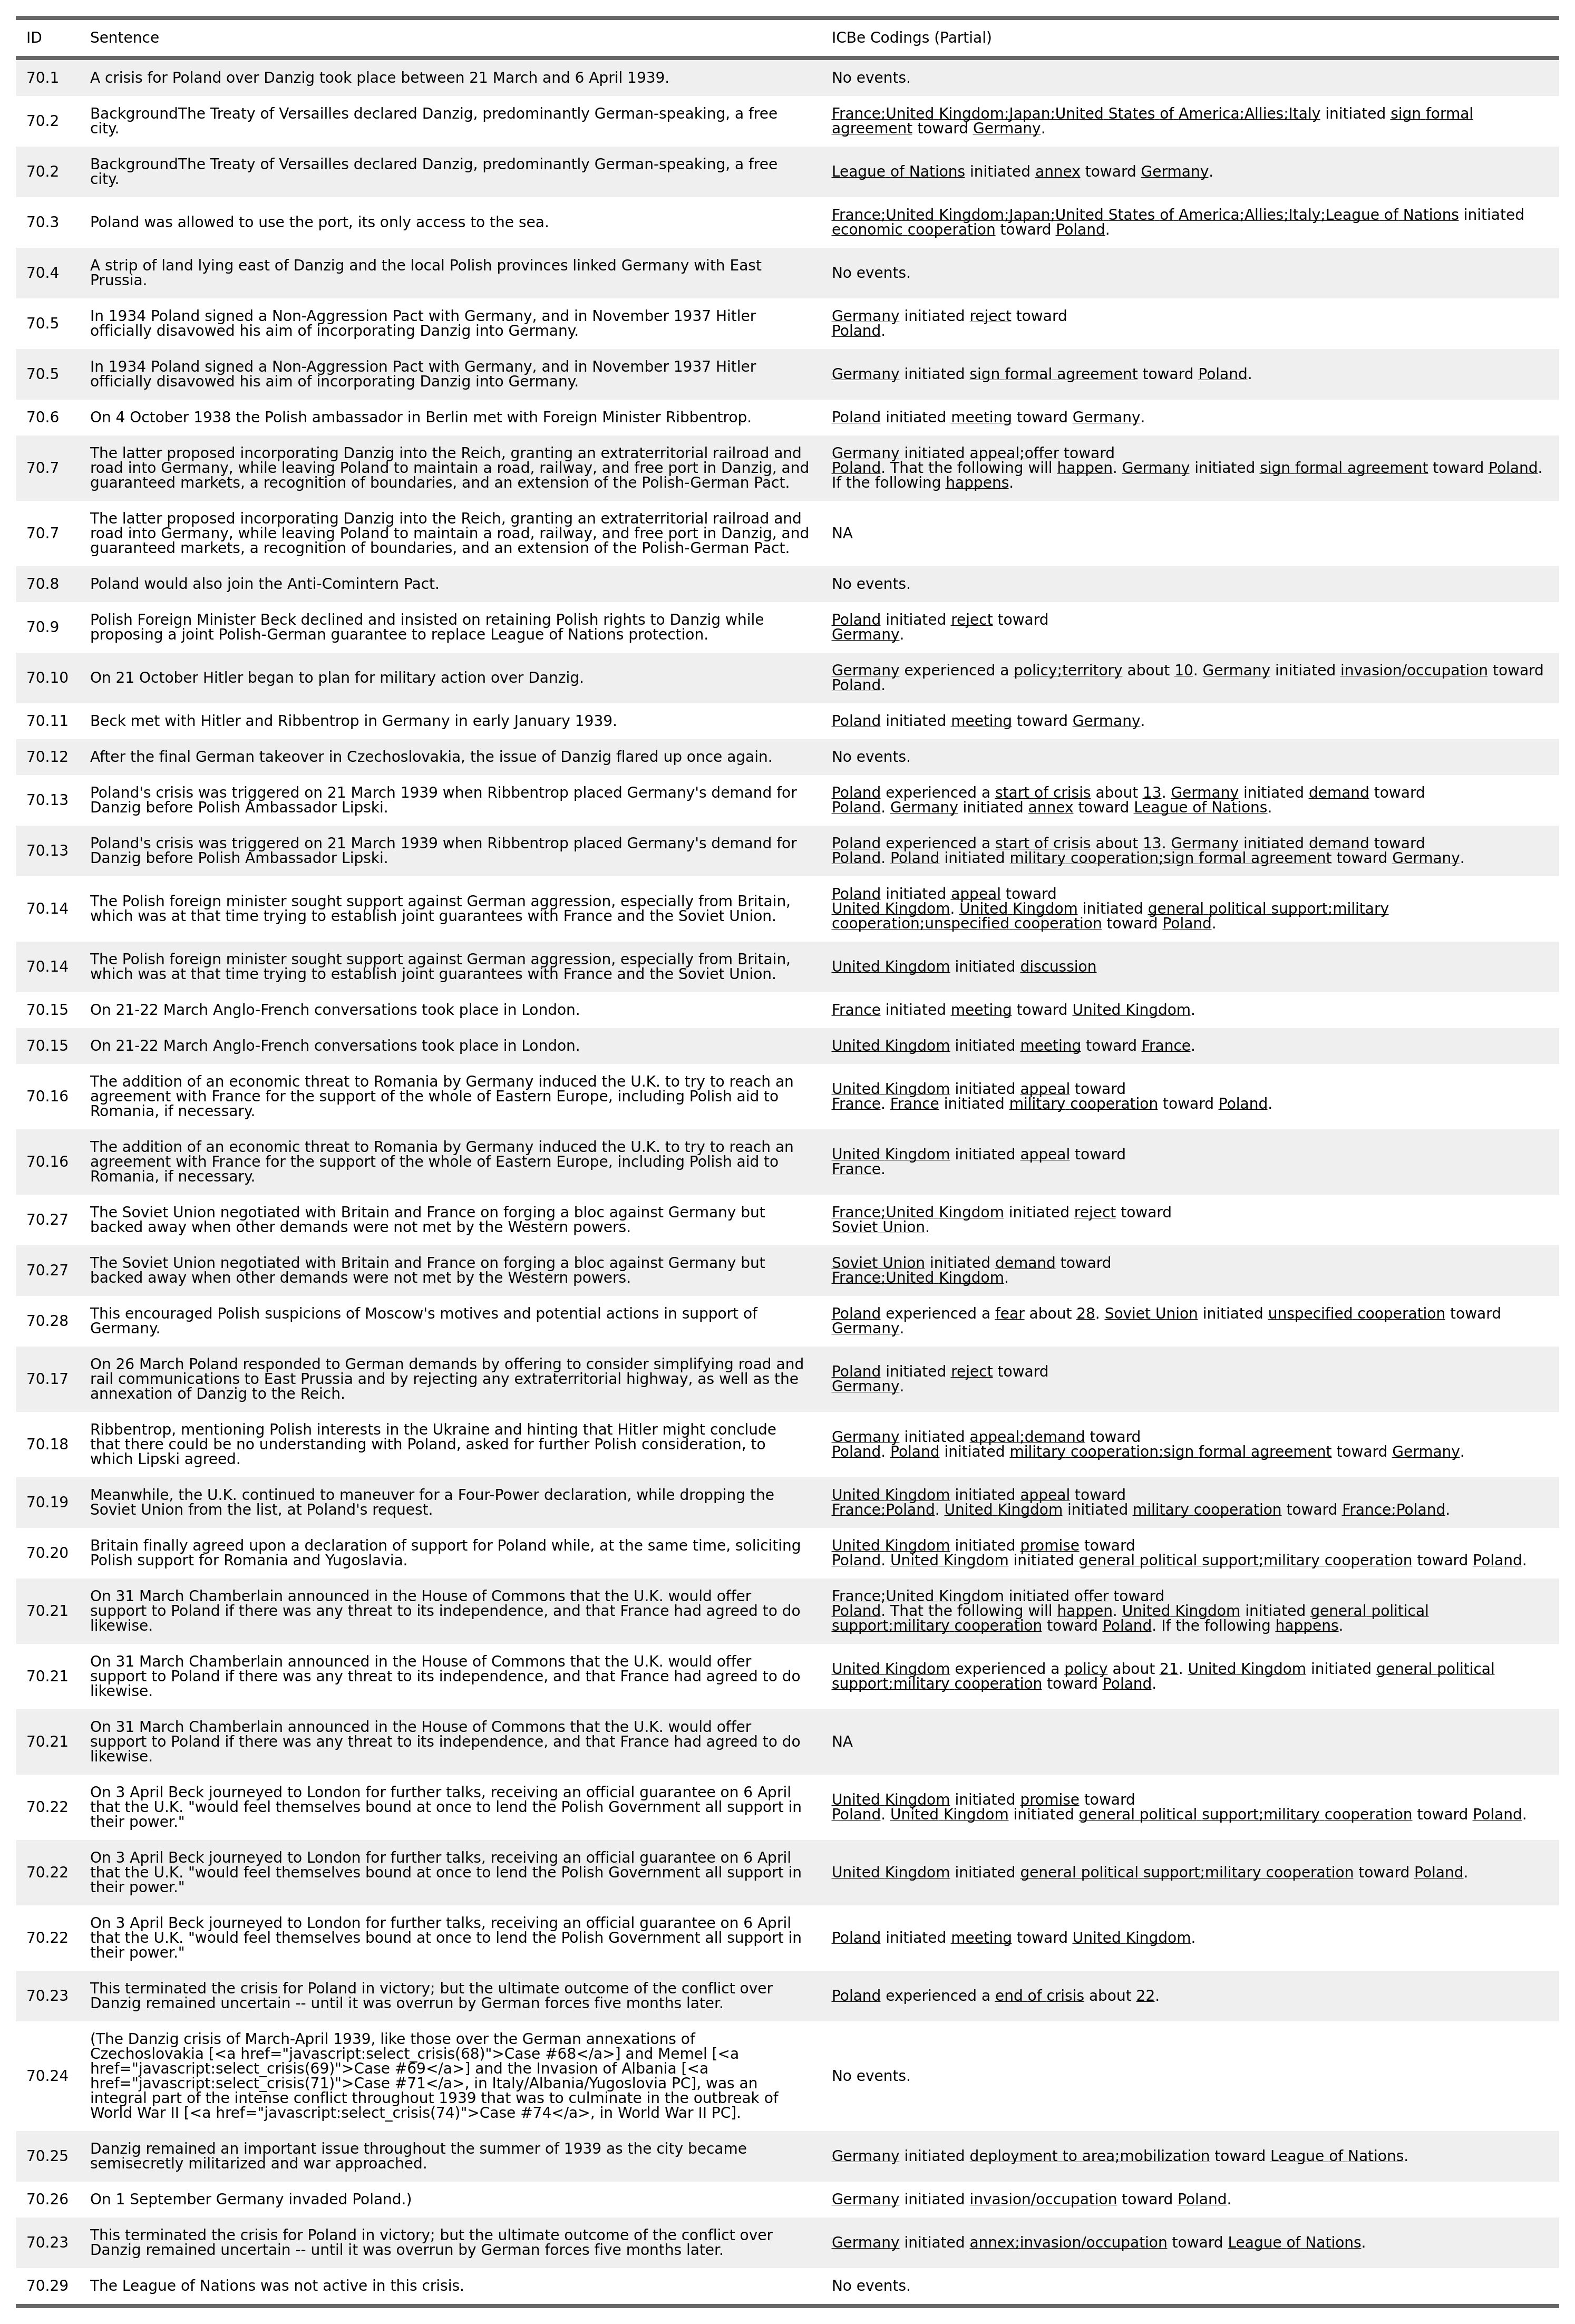 ID Sentence ICBe Codings (Partial)
70.1 A crisis for Poland over Danzig took place between 21 March and 6 April 1939. No events.
BackgroundThe Treaty of Versailles declared Danzig, predominantly German-speaking, a free France;United Kingdom;Japan;United States of America;Allies;Italy initiated sign formal
70.2
city. agreement toward Germany.
BackgroundThe Treaty of Versailles declared Danzig, predominantly German-speaking, a free
70.2 League of Nations initiated annex toward Germany.
city.
France;United Kingdom;Japan;United States of America;Allies;Italy;League of Nations initiated
70.3 Poland was allowed to use the port, its only access to the sea.
economic cooperation toward Poland.
A strip of land lying east of Danzig and the local Polish provinces linked Germany with East
70.4 No events.
Prussia.
In 1934 Poland signed a Non-Aggression Pact with Germany, and in November 1937 Hitler Germany initiated reject toward
70.5
officially disavowed his aim of incorporating Danzig into Germany. Poland.
In 1934 Poland signed a Non-Aggression Pact with Germany, and in November 1937 Hitler
70.5 Germany initiated sign formal agreement toward Poland.
officially disavowed his aim of incorporating Danzig into Germany.
70.6 On 4 October 1938 the Polish ambassador in Berlin met with Foreign Minister Ribbentrop. Poland initiated meeting toward Germany.
The latter proposed incorporating Danzig into the Reich, granting an extraterritorial railroad and Germany initiated appeal;offer toward
70.7 road into Germany, while leaving Poland to maintain a road, railway, and free port in Danzig, and Poland. That the following will happen. Germany initiated sign formal agreement toward Poland.
guaranteed markets, a recognition of boundaries, and an extension of the Polish-German Pact. If the following happens.
The latter proposed incorporating Danzig into the Reich, granting an extraterritorial railroad and
70.7 road into Germany, while leaving Poland to maintain a road, railway, and free port in Danzig, and NA
guaranteed markets, a recognition of boundaries, and an extension of the Polish-German Pact.
70.8 Poland would also join the Anti-Comintern Pact. No events.
Polish Foreign Minister Beck declined and insisted on retaining Polish rights to Danzig while Poland initiated reject toward
70.9
proposing a joint Polish-German guarantee to replace League of Nations protection. Germany.
Germany experienced a policy;territory about 10. Germany initiated invasion/occupation toward
70.10 On 21 October Hitler began to plan for military action over Danzig.
Poland.
70.11 Beck met with Hitler and Ribbentrop in Germany in early January 1939. Poland initiated meeting toward Germany.
70.12 After the final German takeover in Czechoslovakia, the issue of Danzig flared up once again. No events.
Poland's crisis was triggered on 21 March 1939 when Ribbentrop placed Germany's demand for Poland experienced a start of crisis about 13. Germany initiated demand toward
70.13
Danzig before Polish Ambassador Lipski. Poland. Germany initiated annex toward League of Nations.
Poland's crisis was triggered on 21 March 1939 when Ribbentrop placed Germany's demand for Poland experienced a start of crisis about 13. Germany initiated demand toward
70.13
Danzig before Polish Ambassador Lipski. Poland. Poland initiated military cooperation;sign formal agreement toward Germany.
Poland initiated appeal toward
The Polish foreign minister sought support against German aggression, especially from Britain, United Kingdom. United Kingdom initiated general political support;military
70.14
which was at that time trying to establish joint guarantees with France and the Soviet Union. cooperation;unspecified cooperation toward Poland.
The Polish foreign minister sought support against German aggression, especially from Britain,
70.14 United Kingdom initiated discussion
which was at that time trying to establish joint guarantees with France and the Soviet Union.
70.15 On 21-22 March Anglo-French conversations took place in London. France initiated meeting toward United Kingdom.
70.15 On 21-22 March Anglo-French conversations took place in London. United Kingdom initiated meeting toward France.
The addition of an economic threat to Romania by Germany induced the U.K. to try to reach an United Kingdom initiated appeal toward
70.16 agreement with France for the support of the whole of Eastern Europe, including Polish aid to France. France initiated military cooperation toward Poland.
Romania, if necessary.
The addition of an economic threat to Romania by Germany induced the U.K. to try to reach an United Kingdom initiated appeal toward
70.16 agreement with France for the support of the whole of Eastern Europe, including Polish aid to France.
Romania, if necessary.
The Soviet Union negotiated with Britain and France on forging a bloc against Germany but France;United Kingdom initiated reject toward
70.27
backed away when other demands were not met by the Western powers. Soviet Union.
The Soviet Union negotiated with Britain and France on forging a bloc against Germany but Soviet Union initiated demand toward
70.27
backed away when other demands were not met by the Western powers. France;United Kingdom.
This encouraged Polish suspicions of Moscow's motives and potential actions in support of Poland experienced a fear about 28. Soviet Union initiated unspecified cooperation toward
70.28
Germany. Germany.
On 26 March Poland responded to German demands by offering to consider simplifying road and Poland initiated reject toward
70.17 rail communications to East Prussia and by rejecting any extraterritorial highway, as well as the Germany.
annexation of Danzig to the Reich.
Ribbentrop, mentioning Polish interests in the Ukraine and hinting that Hitler might conclude Germany initiated appeal;demand toward
70.18 that there could be no understanding with Poland, asked for further Polish consideration, to Poland. Poland initiated military cooperation;sign formal agreement toward Germany.
which Lipski agreed.
Meanwhile, the U.K. continued to maneuver for a Four-Power declaration, while dropping the United Kingdom initiated appeal toward
70.19
Soviet Union from the list, at Poland's request. France;Poland. United Kingdom initiated military cooperation toward France;Poland.
Britain finally agreed upon a declaration of support for Poland while, at the same time, soliciting United Kingdom initiated promise toward
70.20
Polish support for Romania and Yugoslavia. Poland. United Kingdom initiated general political support;military cooperation toward Poland.
On 31 March Chamberlain announced in the House of Commons that the U.K. would offer France;United Kingdom initiated offer toward
70.21 support to Poland if there was any threat to its independence, and that France had agreed to do Poland. That the following will happen. United Kingdom initiated general political
likewise. support;military cooperation toward Poland. If the following happens.
On 31 March Chamberlain announced in the House of Commons that the U.K. would offer United Kingdom experienced a policy about 21. United Kingdom initiated general political
70.21 support to Poland if there was any threat to its independence, and that France had agreed to do support;military cooperation toward Poland.
likewise.
On 31 March Chamberlain announced in the House of Commons that the U.K. would offer
70.21 support to Poland if there was any threat to its independence, and that France had agreed to do NA
likewise.
On 3 April Beck journeyed to London for further talks, receiving an official guarantee on 6 April United Kingdom initiated promise toward
70.22 that the U.K. "would feel themselves bound at once to lend the Polish Government all support in Poland. United Kingdom initiated general political support;military cooperation toward Poland.
their power."
On 3 April Beck journeyed to London for further talks, receiving an official guarantee on 6 April
70.22 that the U.K. "would feel themselves bound at once to lend the Polish Government all support in United Kingdom initiated general political support;military cooperation toward Poland.
their power."
On 3 April Beck journeyed to London for further talks, receiving an official guarantee on 6 April
70.22 that the U.K. "would feel themselves bound at once to lend the Polish Government all support in Poland initiated meeting toward United Kingdom.
their power."
This terminated the crisis for Poland in victory; but the ultimate outcome of the conflict over
70.23 Poland experienced a end of crisis about 22.
Danzig remained uncertain -- until it was overrun by German forces five months later.
(The Danzig crisis of March-April 1939, like those over the German annexations of
Czechoslovakia [<a href="javascript:select_crisis(68)">Case #68</a>] and Memel [<a
href="javascript:select_crisis(69)">Case #69</a>] and the Invasion of Albania [<a
70.24 href="javascript:select_crisis(71)">Case #71</a>, in Italy/Albania/Yugoslovia PC], was an No events.
integral part of the intense conflict throughout 1939 that was to culminate in the outbreak of
World War II [<a href="javascript:select_crisis(74)">Case #74</a>, in World War II PC].
Danzig remained an important issue throughout the summer of 1939 as the city became
70.25 Germany initiated deployment to area;mobilization toward League of Nations.
semisecretly militarized and war approached.
70.26 On 1 September Germany invaded Poland.) Germany initiated invasion/occupation toward Poland.
This terminated the crisis for Poland in victory; but the ultimate outcome of the conflict over
70.23 Germany initiated annex;invasion/occupation toward League of Nations.
Danzig remained uncertain -- until it was overrun by German forces five months later.
70.29 The League of Nations was not active in this crisis. No events.